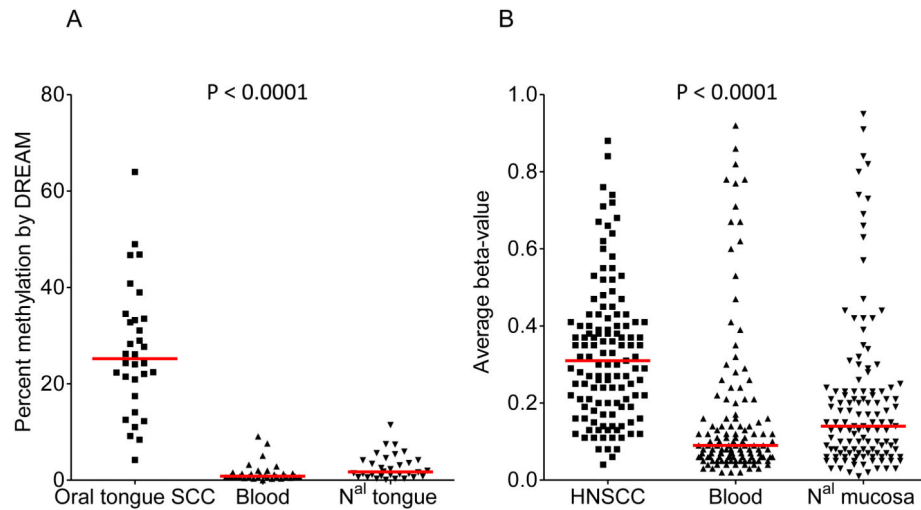 A
P < 0.0001
Percent methylation by DREAM
80
60
40
20
0
Oral tongue SCC
Blood
Nal tongue
B
P < 0.0001
Average beta-value
1.0
0.8
0.6
0.4
0.2
0.0
HNSCC
Blood
Nal mucosa